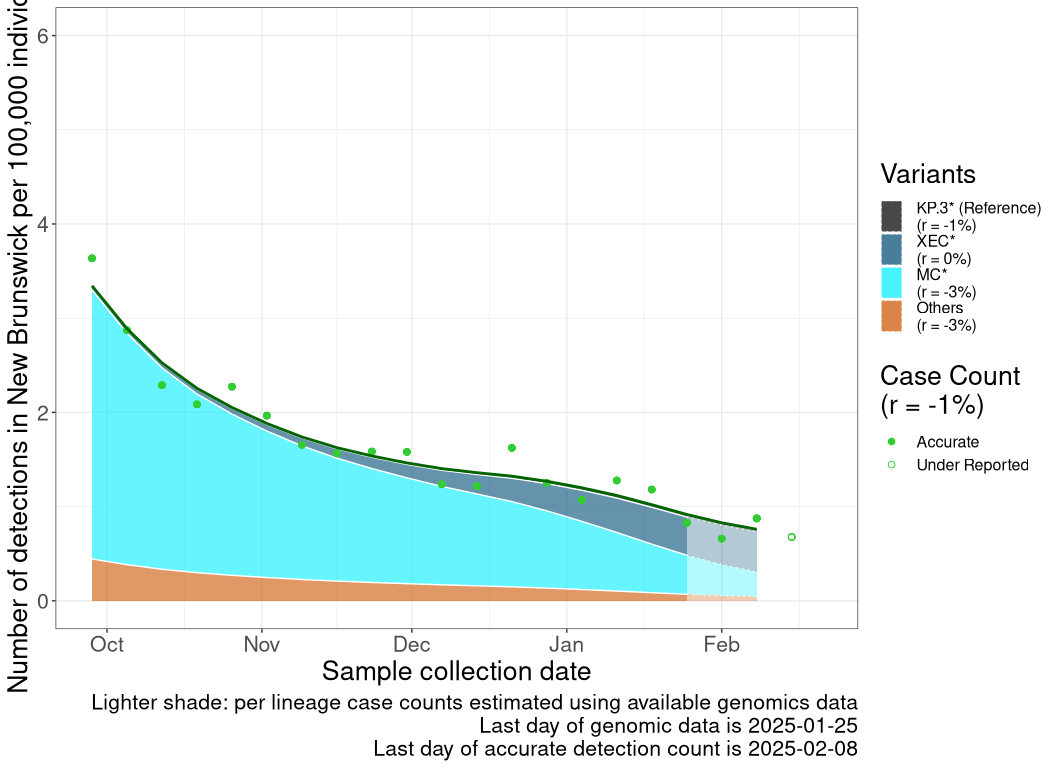 Number of detections in New Brunswick per 100,000
6
4
2
0
Oct Nov Dec Jan Feb
Sample collection date
Lighter shade: per lineage case counts estimated using available genomics data
Last day of genomic data is 2025-01-25
Last day of accurate detection count is 2025-02-08
Variants
KP.3* (Reference)
(r = -1%)
XEC*
(r = 0%)
MC*
(r = -3%)
Others
(r = -3%)
Case Count
(r = -1%)
Accurate
Under Reported